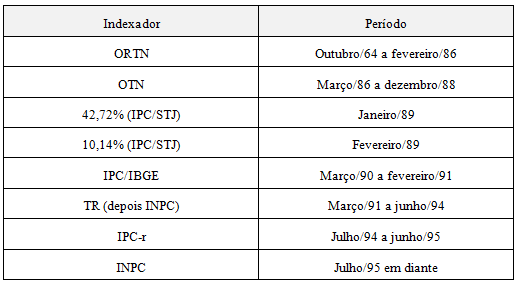 Indexador Período
ORTN Outubro/64 a fevereiro/86
OTN Março/86 a dezembro/88
42,72% (IPC/STJ) Janeiro/89
10,14% (IPC/STJ) Fevereiro/89
IPC/IBGE Março/90 a fevereiro/91
TR (depois INPC) Março/91 a junho/94
IPC-r Julho/94 a junho/95
INPC Julho/95 em diante